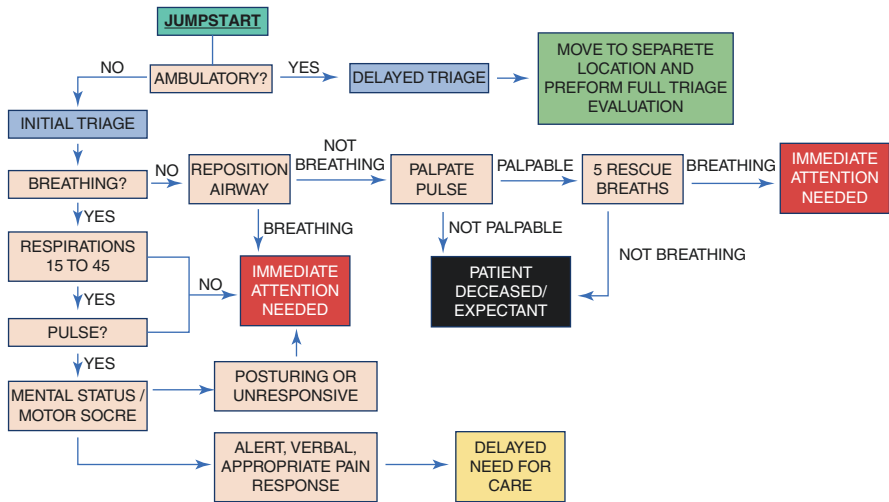 JUMPSTART
NO
AMBULATORY?
YES
DELAYED TRIAGE
MOVE TO SEPARETE
LOCATION AND
PREFORM FULL TRIAGE
EVALUATION
INITIAL TRIAGE
BREATHING?
NO
REPOSITION
AIRWAY
NOT
BREATHING
PALPATE
PULSE
PALPABLE
5 RESCUE
BREATHS
BREATHING
IMMEDIATE
ATTENTION
NEEDED
YES
BREATHING
NOT PALPABLE
NOT BREATHING
RESPIRATIONS
15 TO 45
NO
IMMEDIATE
ATTENTION
NEEDED
PATIENT
DECEASED/
EXPECTANT
YES
PULSE?
YES
MENTAL STATUS /
MOTOR SOCRE
POSTURING OR
UNRESPONSIVE
ALERT, VERBAL,
APPROPRIATE PAIN
RESPONSE
DELAYED
NEED FOR
CARE